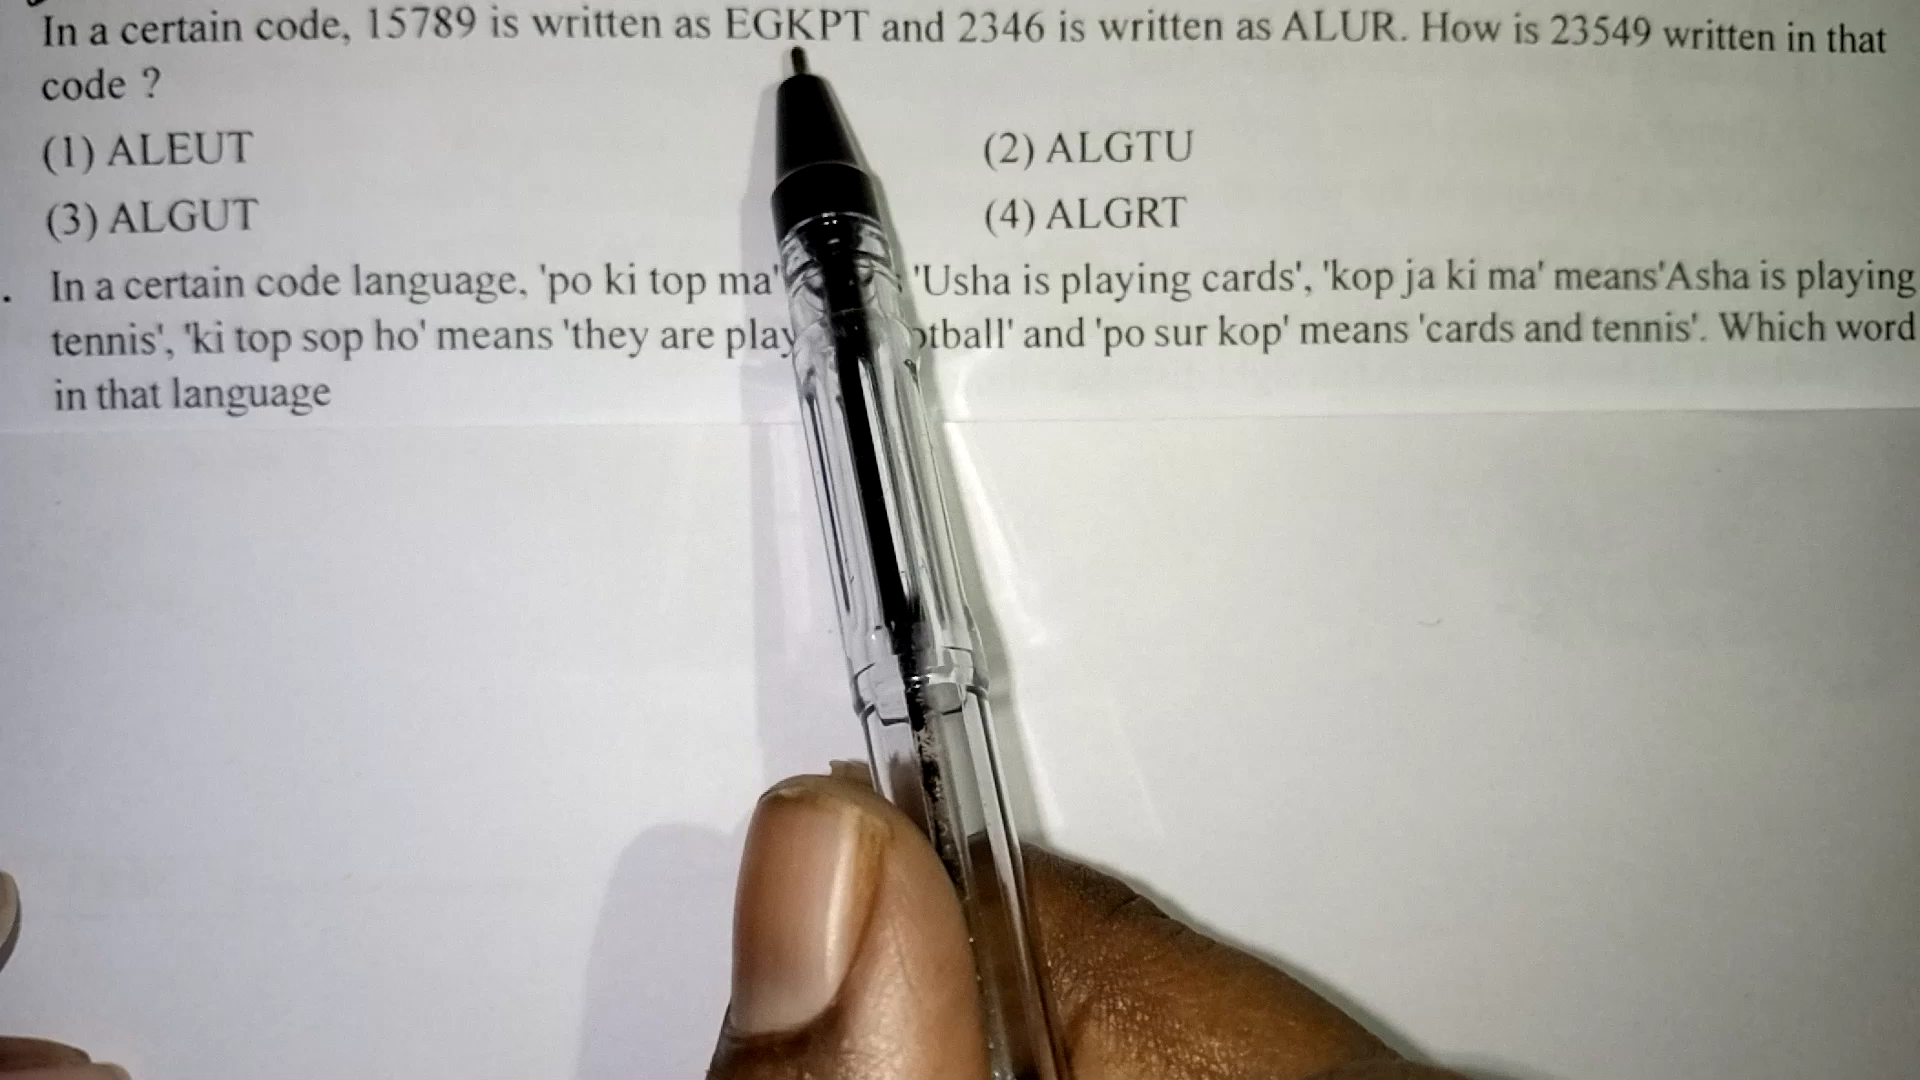 In a certain code, 15789 is written as EGKPT and 2346 is written as ALUR. How is 23549 written in that
code ?
(1) ALEUT (2) ALGTU
(3) ALGUT (4) ALGRT
. In a certain code language, 'po ki top ma' 'Usha is playing cards', 'kop ja ki ma' means'Asha is playing
tennis', 'ki top sop ho' means 'they are and 'po sur kop' means 'cards and tennis'. Which word
in that language